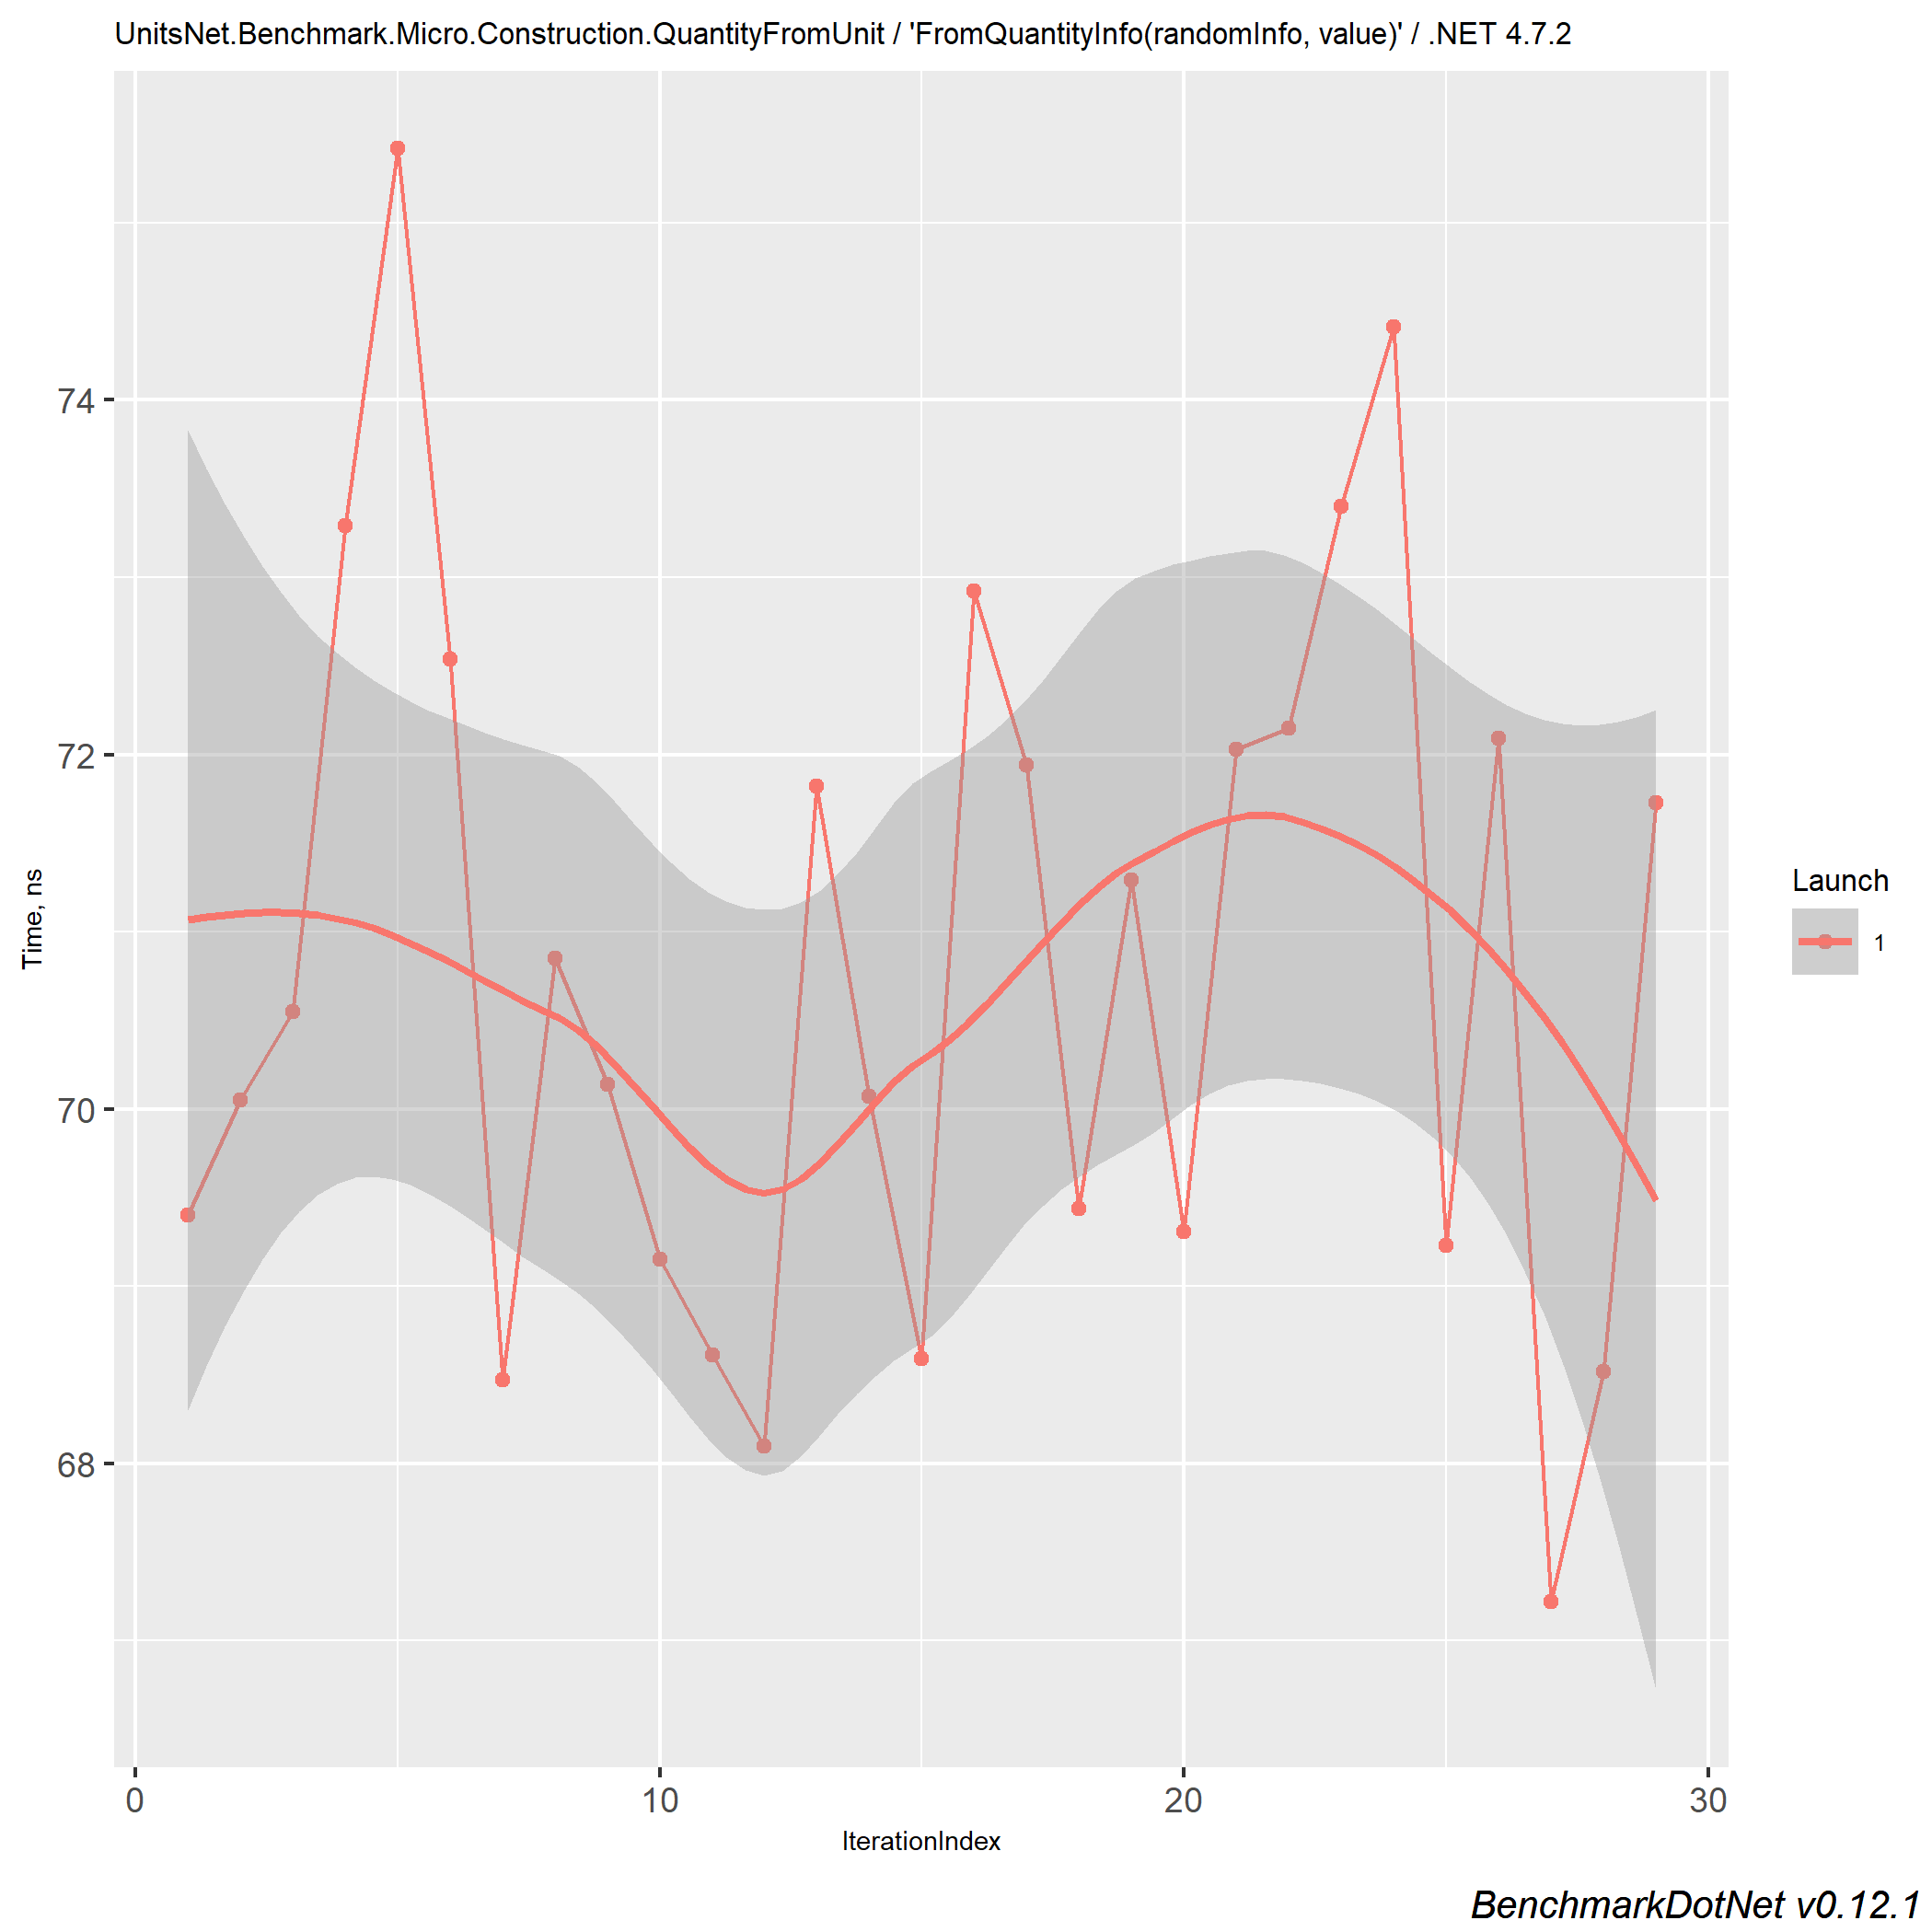 UnitsNet.Benchmark.Micro.Construction.QuantityFromUnit / 'FromQuantityInfo(randomInfo, value)' / .NET 4.7.2
74
72
70
68
Time, ns
0 10 20 30
IterationIndex
Launch
1
BenchmarkDotNet v0.12.1